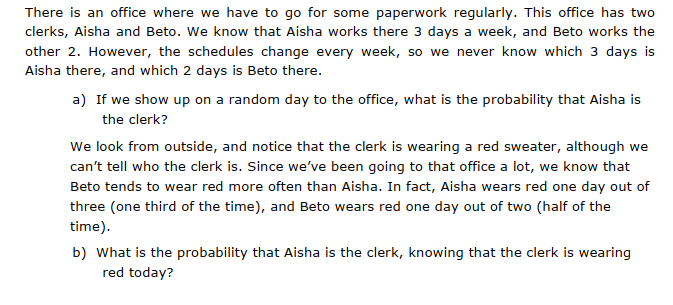 There is an office where we have to go for some paperwork regularly. This office has two
clerks, Aisha and Beto. We know that Aisha works there 3 days a week, and Beto works the
other 2. However, the schedules change every week, so we never know which 3 days is
Aisha there, and which 2 days is Beto there.
a) If we show up on a random day to the office, what is the probability that Aisha is
the clerk?
We look from outside, and notice that the clerk is wearing a red sweater, although we
can't tell who the clerk is. Since we've been going to that office a lot, we know that
Beto tends to wear red more often than Aisha. In fact, Aisha wears red one day out of
three (one third of the time), and Beto wears red one day out of two (half of the
time).
b) What is the probability that Aisha is the clerk, knowing that the clerk is wearing
red today?